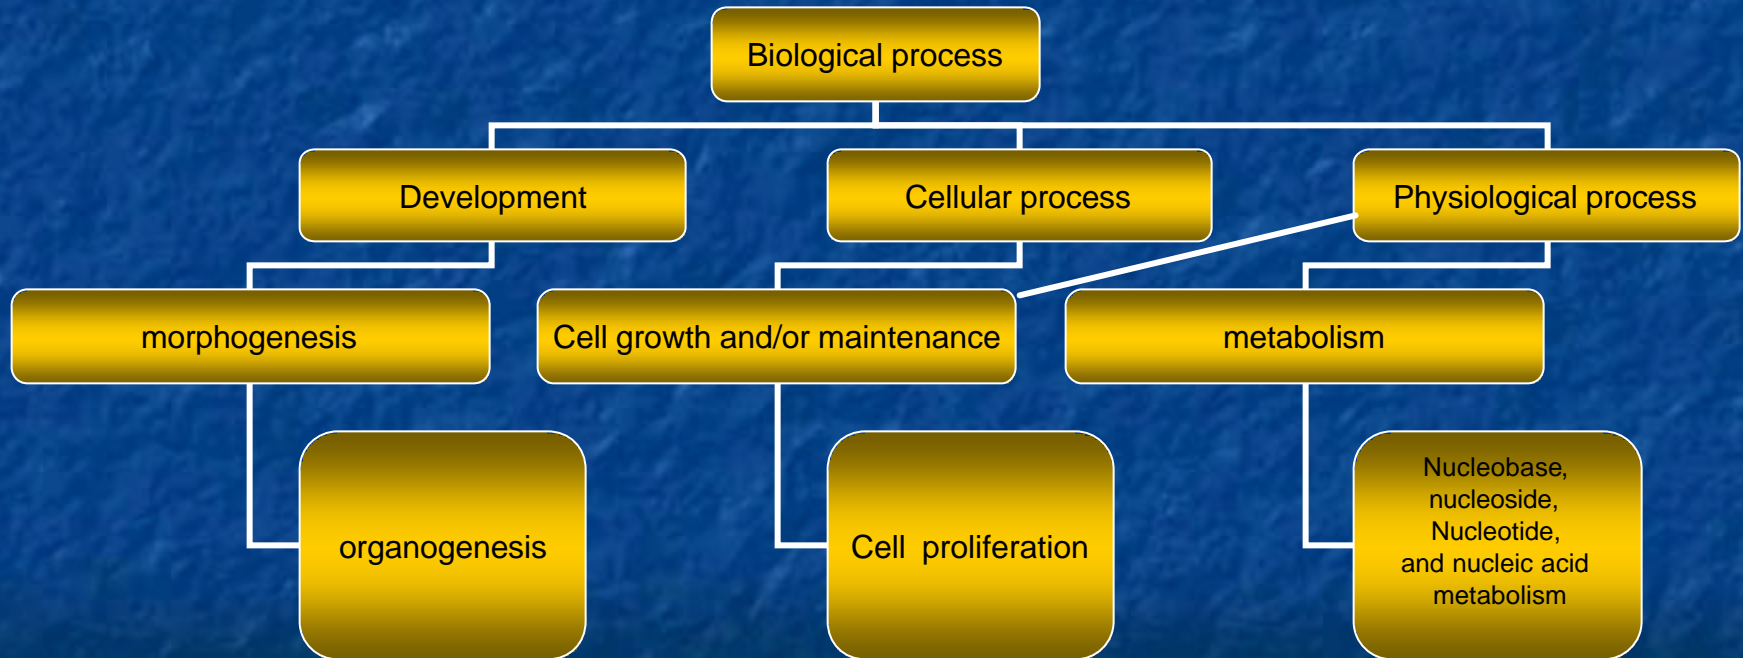 Biological process
Development
Cellular process
Physiological process
morphogenesis
Cell growth and/or maintenance
metabolism
organogenesis
Cell  proliferation
Nucleobase,
nucleoside,
Nucleotide,
and nucleic acid
metabolism